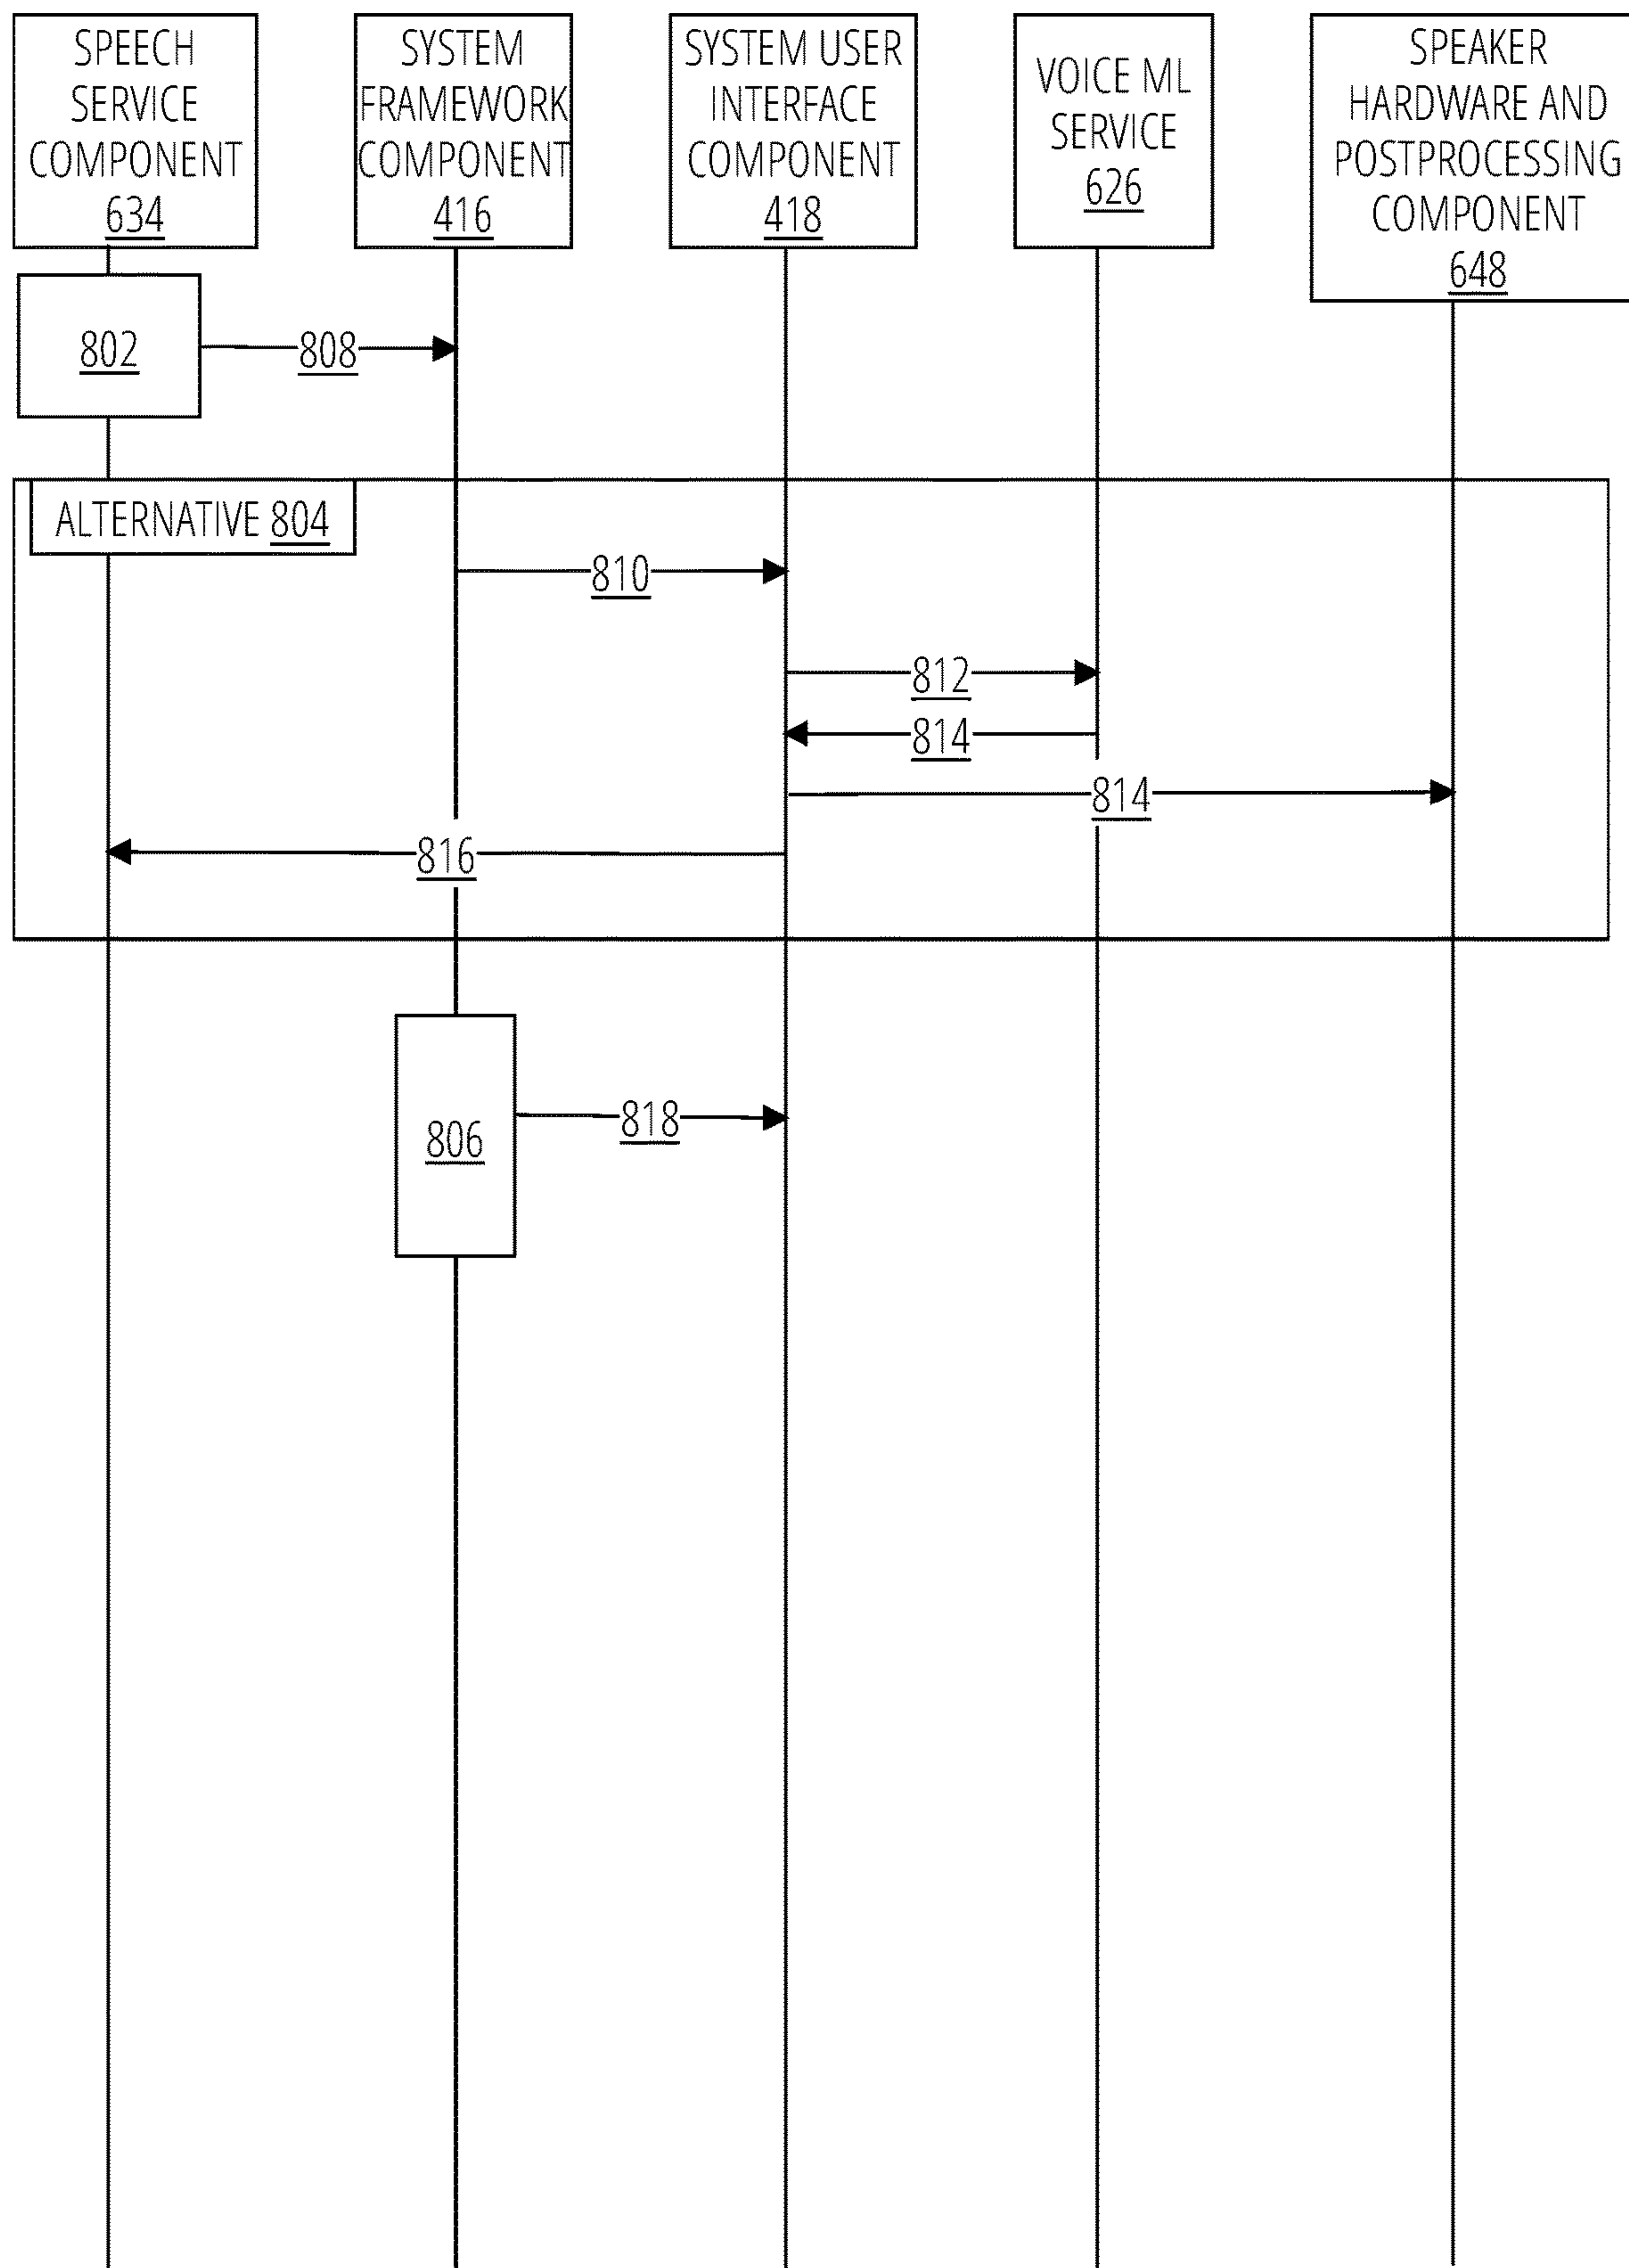 SPEECH
SERVICE
COMPONENT
634
SYSTEM
FRAMEWORK
COMPONENT
416
SYSTEM USER
INTERFACE
COMPONENT
418
VOICE ML
SERVICE
626
SPEAKER
HARDWARE AND
POSTPROCESSING
COMPONENT
648
802
808
ALTERNATIVE 804
810
812
814
814
816
806
818